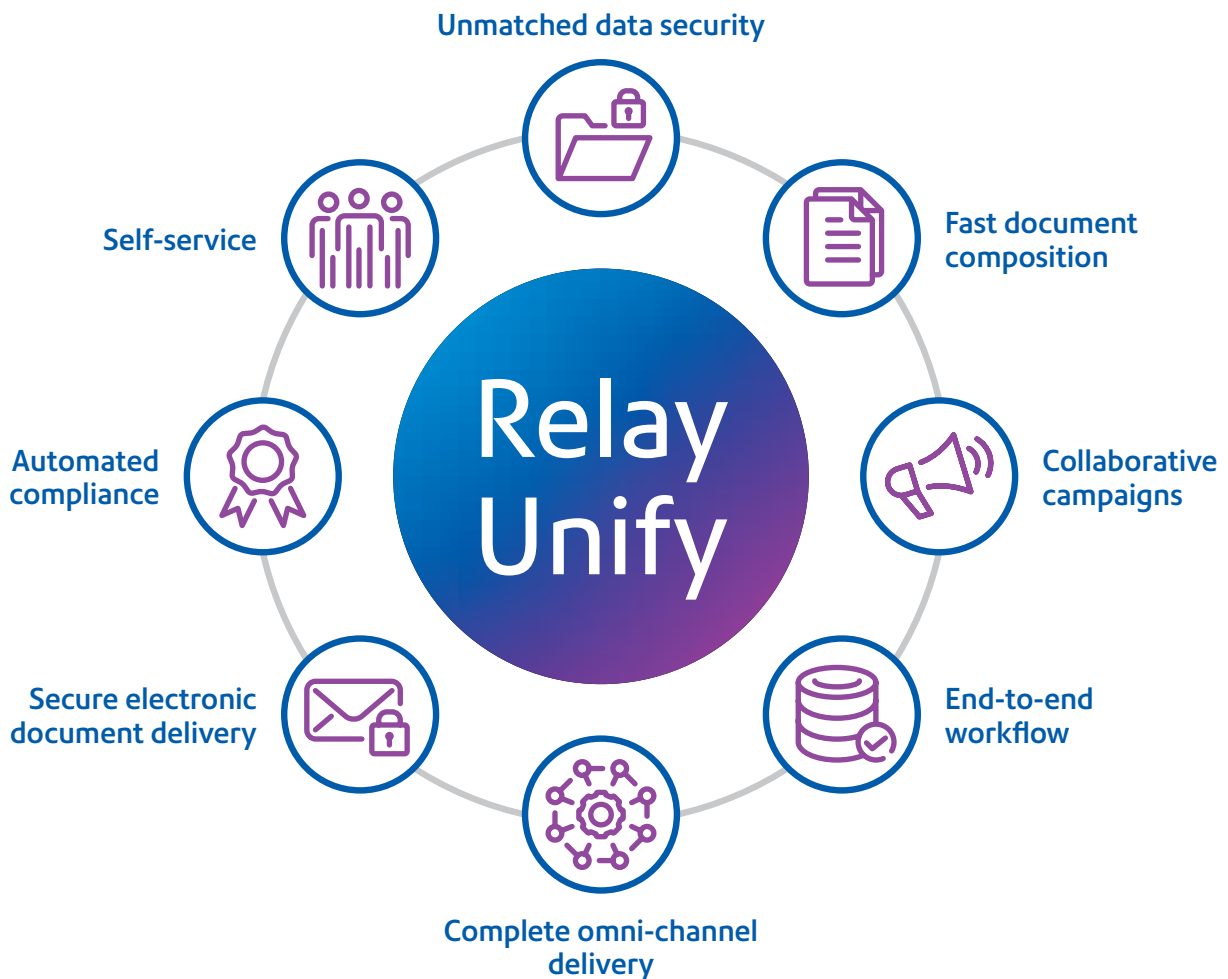 Unmatched data security
Self-service
Fast document
composition
Relay
Unify
Automated
compliance
Collaborative
campaigns
Secure electronic
document delivery
End-to-end
workflow
Complete omni-channel
delivery